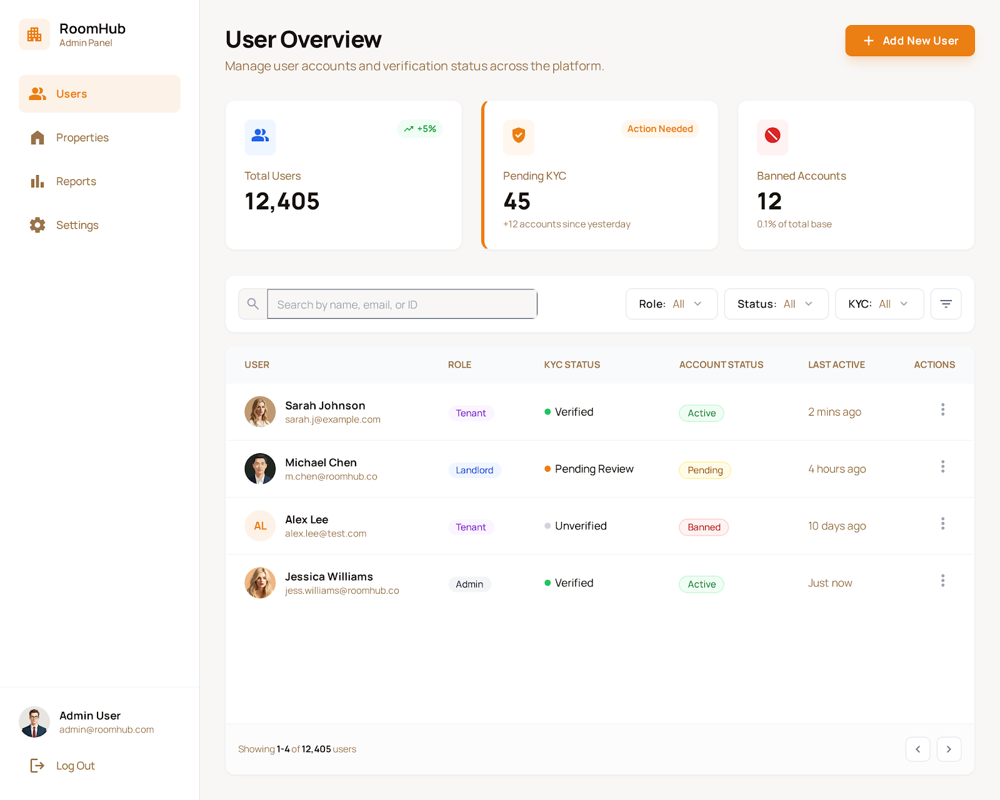 RoomHub
Admin Panel
Users
Properties
Reports
Settings
Admin User
admin@roomhub.com
Log Out
User Overview
Manage user accounts and verification status across the platform.
Add New User
+5%
Total Users
12,405
Action Needed
Pending KYC
45
+12 accounts since yesterday
Banned Accounts
12
0.1% of total base
Search by name, email, or ID
Role: All
Status: All
KYC: All
USER ROLE KYC STATUS ACCOUNT STATUS LAST ACTIVE ACTIONS
Sarah Johnson
sarah.j@example.com
Tenant Verified Active 2 mins ago
Michael Chen
m.chen@roomhub.co
Landlord Pending Review Pending 4 hours ago
AL
Alex Lee
alex.lee@test.com
Tenant Unverified Banned 10 days ago
Jessica Williams
jess.williams@roomhub.co
Admin Verified Active Just now
Showing 1-4 of 12,405 users